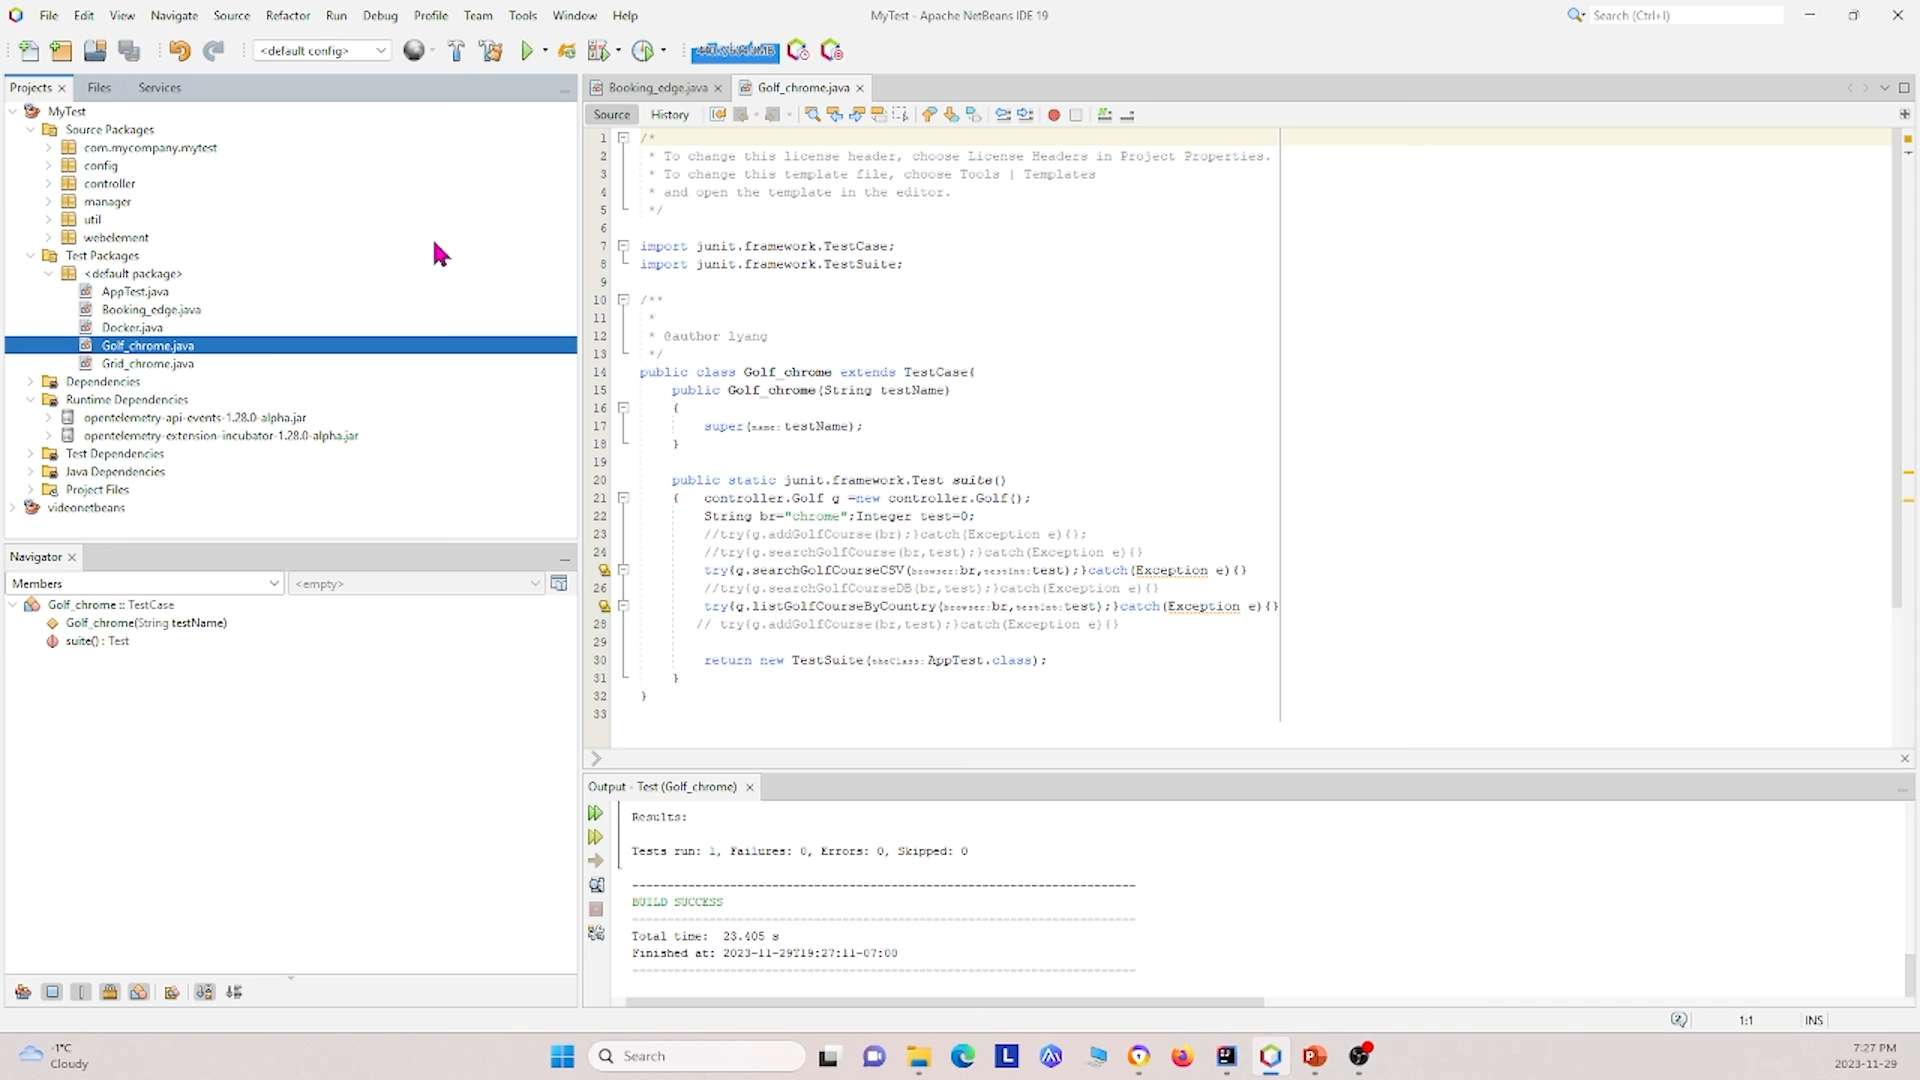 File Edit View Navigate Source Refactor Run Debug Profile Team Tools Window Help
MyTest - Apache NetBeans IDE 19
Search (Ctrl+I)
<default config>
Projects Files Services
MyTest
Source Packages
com.mycompany.mytest
config
controller
manager
util
webelement
Test Packages
<default package>
AppTest.java
Booking_edge.java
Docker.java
Golf_chrome.java
Grid_chrome.java
Dependencies
Runtime Dependencies
opentelemetry-api-events-1.28.0-alpha.jar
opentelemetry-extension-incubator-1.28.0-alpha.jar
Test Dependencies
Java Dependencies
Project Files
videonetbeans
Navigator
Members <empty>
Golf_chrome :: TestCase
Golf_chrome(String testName)
suite() : Test
Booking_edge.java Golf_chrome.java
Source History
1 /*
2 * To change this license header, choose License Headers in Project Properties.
3 * To change this template file, choose Tools | Templates
4 * and open the template in the editor.
5 */
6
7 import junit.framework.TestCase;
8 import junit.framework.TestSuite;
9
10 /**
11 *
12 * @author lyang
13 */
14 public class Golf_chrome extends TestCase{
15 public Golf_chrome(String testName)
16 {
17 super(name: testName);
18 }
19
20 public static junit.framework.Test suite()
21 { controller.Golf g =new controller.Golf();
22 String br="chrome";Integer test=0;
23 //try{g.addGolfCourse(br);}catch(Exception e){};
24 //try{g.searchGolfCourse(br,test);}catch(Exception e){}
try{g.searchGolfCourseCSV(browser:br,testInt:test);}catch(Exception e){}
26 //try{g.searchGolfCourseDB(br,test);}catch(Exception e){}
try{g.listGolfCourseByCountry(browser:br,testInt:test);}catch(Exception e){}
28 // try{g.addGolfCourse(br,test);}catch(Exception e){}
29
30 return new TestSuite(theClass:AppTest.class);
31 }
32 }
33
Output - Test (Golf_chrome)
Results:
Tests run: 1, Failures: 0, Errors: 0, Skipped: 0
------------------------------------------------------------------------
BUILD SUCCESS
------------------------------------------------------------------------
Total time: 23.405 s
Finished at: 2023-11-29T19:27:11-07:00
------------------------------------------------------------------------
1:1 INS
-1°C
Cloudy
Search
7:27 PM
2023-11-29